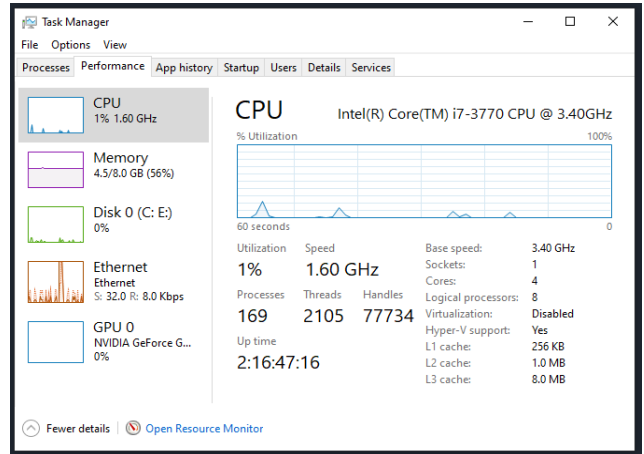 Task Manager
File Options View
Processes Performance App history Startup Users Details Services
CPU
1% 1.60 GHz
Memory
4.5/8.0 GB (56%)
Disk 0 (C: E:)
0%
Ethernet
Ethernet
S: 32.0 R: 8.0 Kbps
GPU 0
NVIDIA GeForce G...
0%
CPU Intel(R) Core(TM) i7-3770 CPU @ 3.40GHz
% Utilization 100%
60 seconds 0
Utilization Speed
1% 1.60 GHz
Processes Threads Handles
169 2105 77734
Up time
2:16:47:16
Base speed: 3.40 GHz
Sockets: 1
Cores: 4
Logical processors: 8
Virtualization: Disabled
Hyper-V support: Yes
L1 cache: 256 KB
L2 cache: 1.0 MB
L3 cache: 8.0 MB
Fewer details Open Resource Monitor